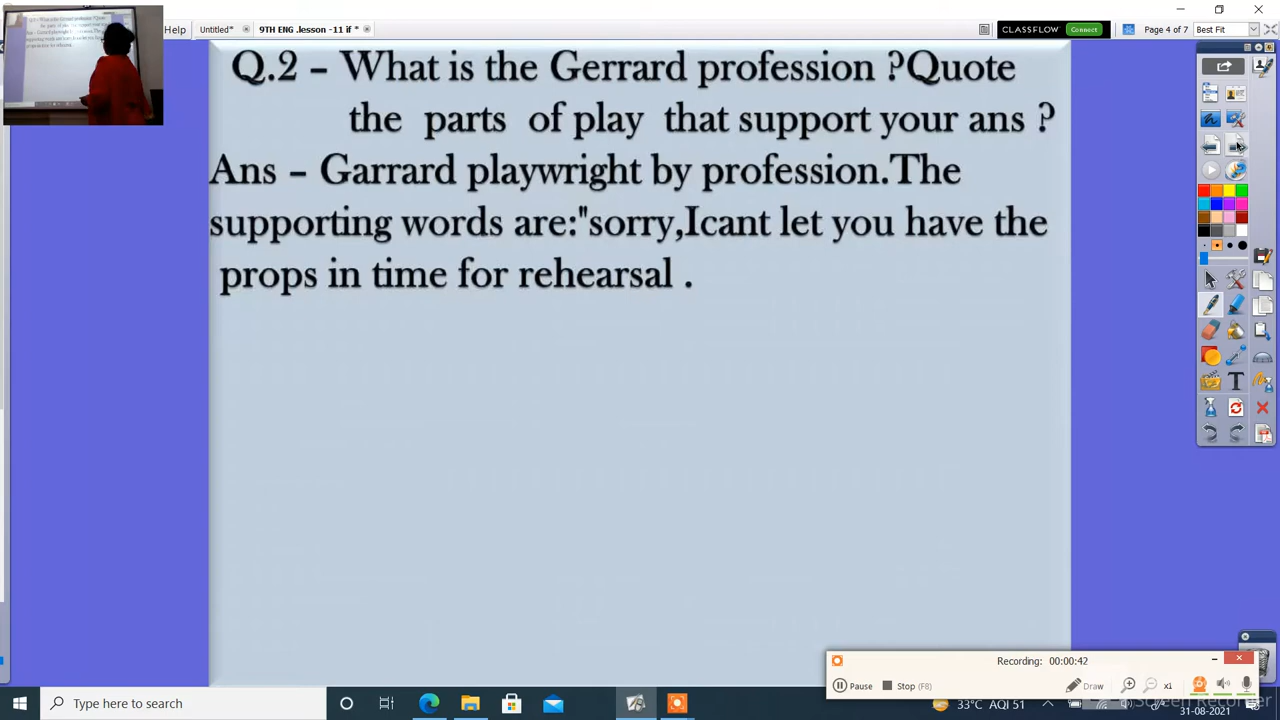 Help
Untitled*
9TH ENG .lesson -11 if *
CLASSFLOW
Connect
Page 4 of 7
Best Fit
Q.2 – What is the Gerrard profession ?Quote
the parts of play that support your ans ?
Ans – Garrard playwright by profession.The
supporting words are:"sorry,Icant let you have the
props in time for rehearsal .
Recording: 00:00:42
Pause
Stop (F8)
x1
Draw
Type here to search
33°C AQI 51
31-08-2021
Screen Recorder